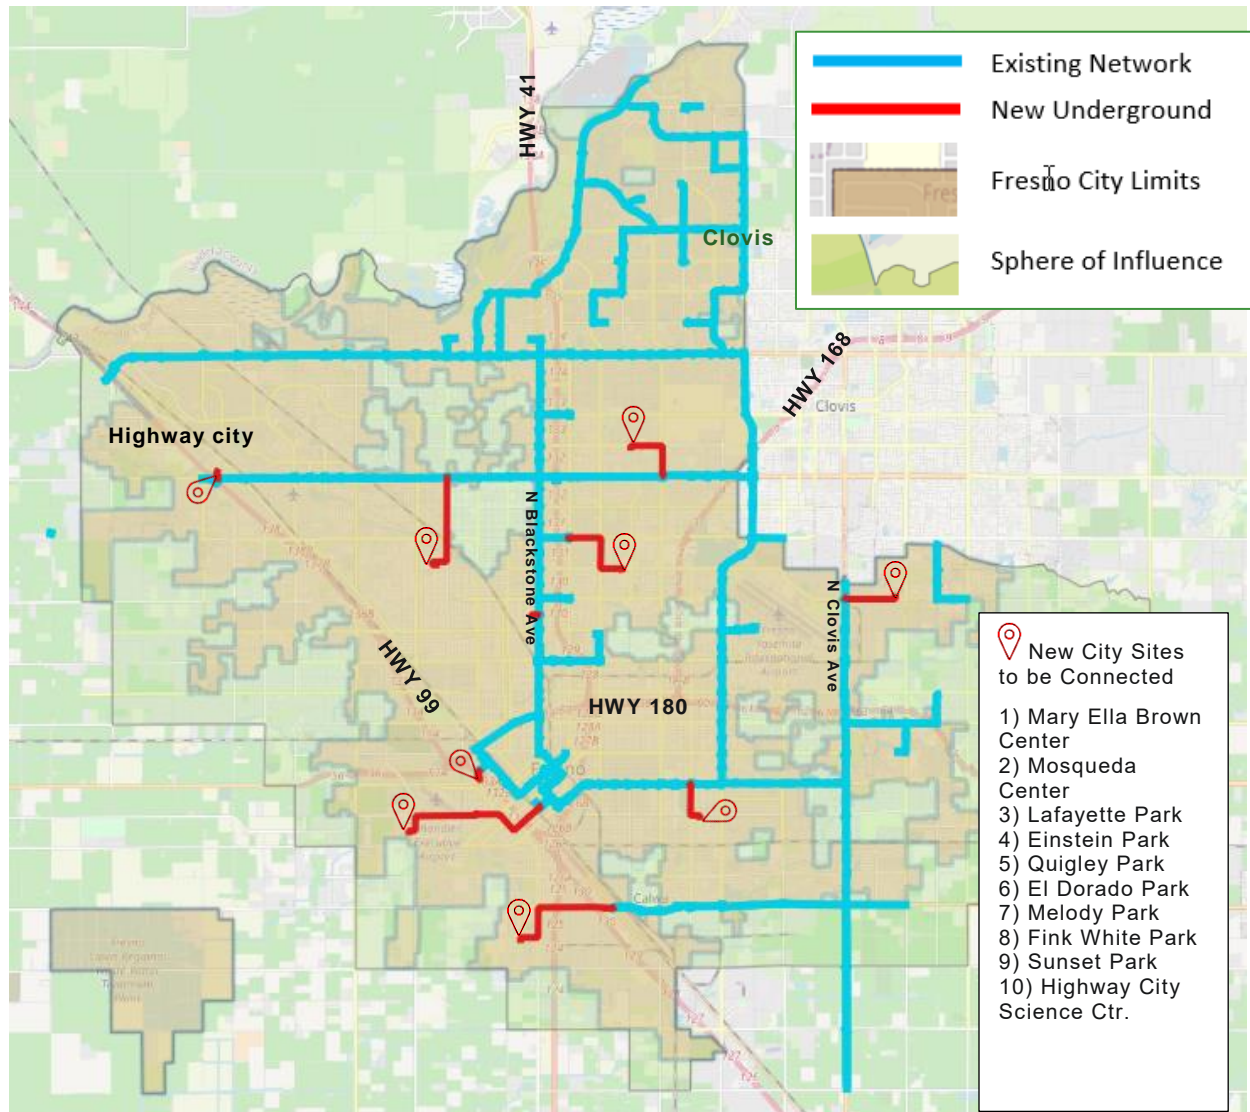 HWY 41
Existing Network
New Underground
Fresno City Limits
Sphere of Influence
Clovis
HWY 168
Clovis
Highway city
N Blackstone Ave
N Clovis Ave
HWY 99
HWY 180
Fresno
Calwa
New City Sites
to be Connected
1) Mary Ella Brown
Center
2) Mosqueda
Center
3) Lafayette Park
4) Einstein Park
5) Quigley Park
6) El Dorado Park
7) Melody Park
8) Fink White Park
9) Sunset Park
10) Highway City
Science Ctr.